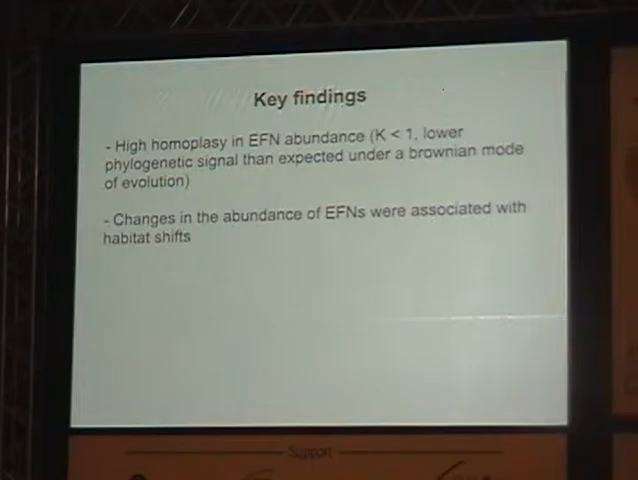 Key findings
- High homoplasy in EFN abundance (K < 1, lower
phylogenetic signal than expected under a brownian mode
of evolution)
- Changes in the abundance of EFNs were associated with
habitat shifts
Support